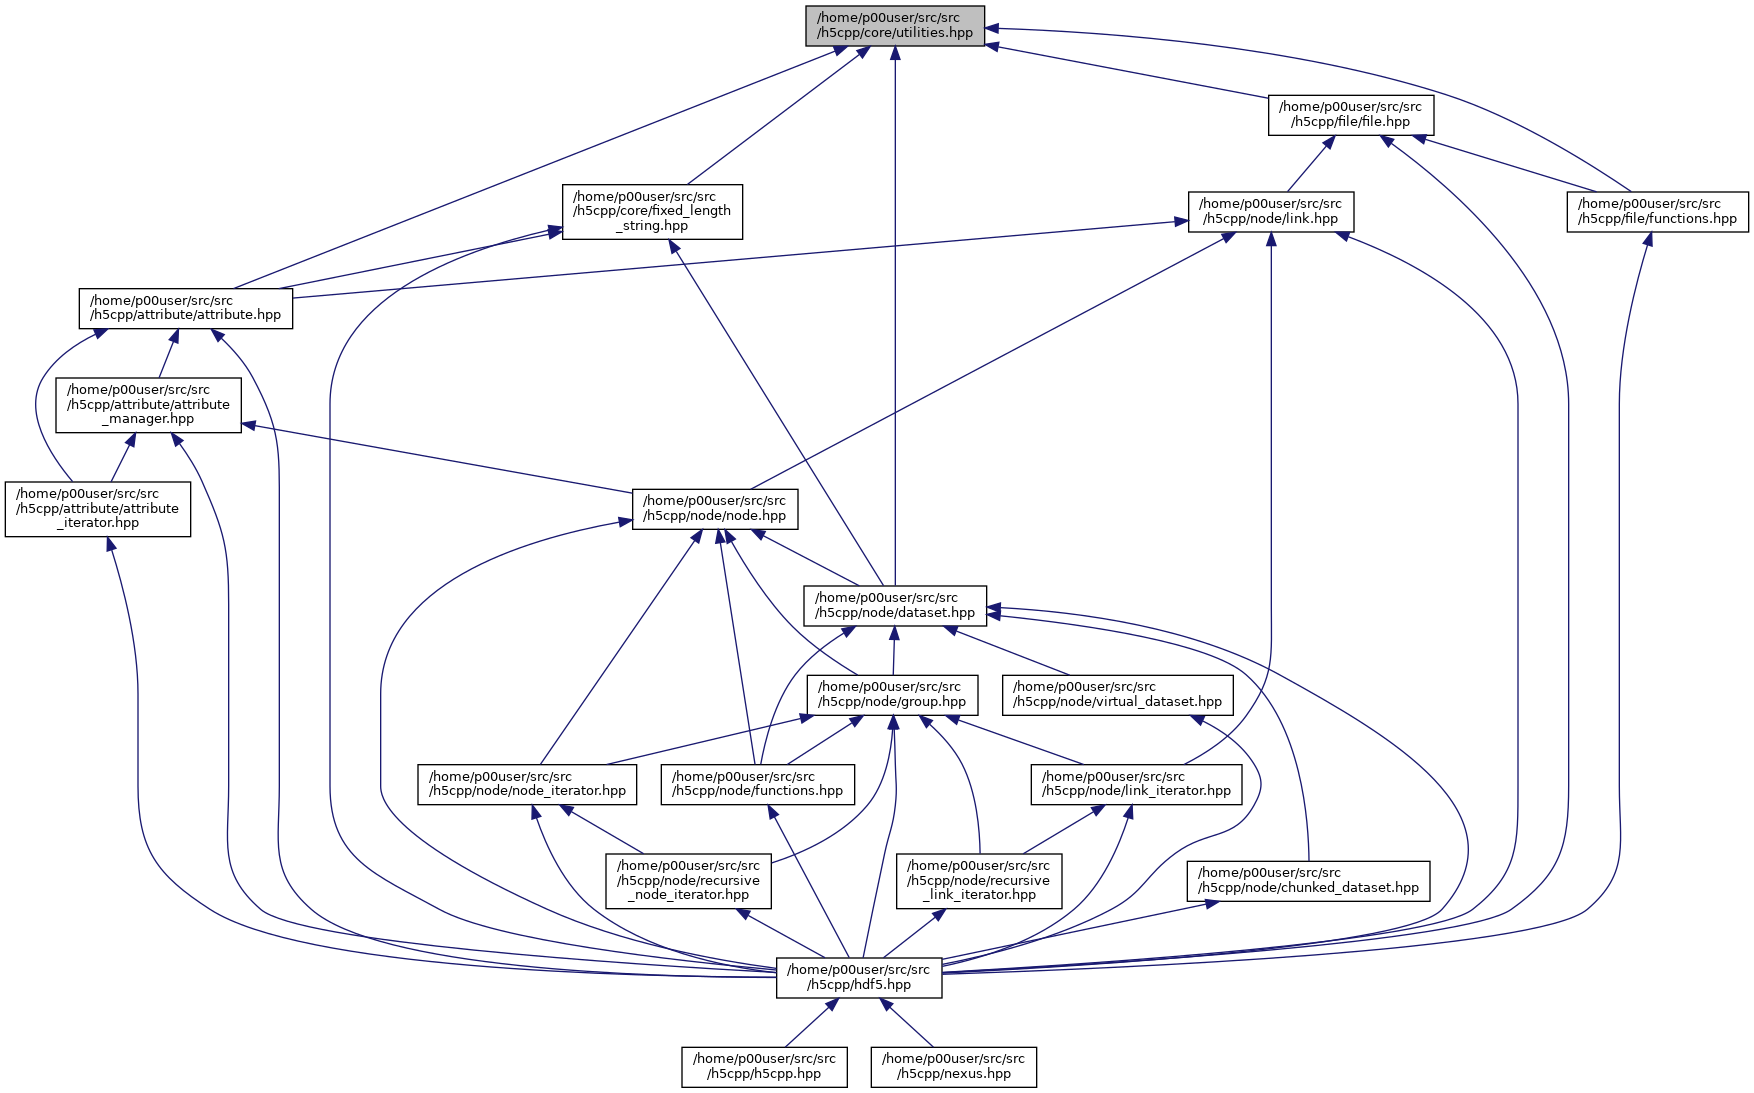 /home/p00user/src/src
/h5cpp/core/utilities.hpp
/home/p00user/src/src
/h5cpp/file/file.hpp
/home/p00user/src/src
/h5cpp/core/fixed_length
_string.hpp
/home/p00user/src/src
/h5cpp/node/link.hpp
/home/p00user/src/src
/h5cpp/file/functions.hpp
/home/p00user/src/src
/h5cpp/attribute/attribute.hpp
/home/p00user/src/src
/h5cpp/attribute/attribute
_manager.hpp
/home/p00user/src/src
/h5cpp/attribute/attribute
_iterator.hpp
/home/p00user/src/src
/h5cpp/node/node.hpp
/home/p00user/src/src
/h5cpp/node/dataset.hpp
/home/p00user/src/src
/h5cpp/node/group.hpp
/home/p00user/src/src
/h5cpp/node/virtual_dataset.hpp
/home/p00user/src/src
/h5cpp/node/node_iterator.hpp
/home/p00user/src/src
/h5cpp/node/functions.hpp
/home/p00user/src/src
/h5cpp/node/link_iterator.hpp
/home/p00user/src/src
/h5cpp/node/recursive
_node_iterator.hpp
/home/p00user/src/src
/h5cpp/node/recursive
_link_iterator.hpp
/home/p00user/src/src
/h5cpp/node/chunked_dataset.hpp
/home/p00user/src/src
/h5cpp/hdf5.hpp
/home/p00user/src/src
/h5cpp/h5cpp.hpp
/home/p00user/src/src
/h5cpp/nexus.hpp